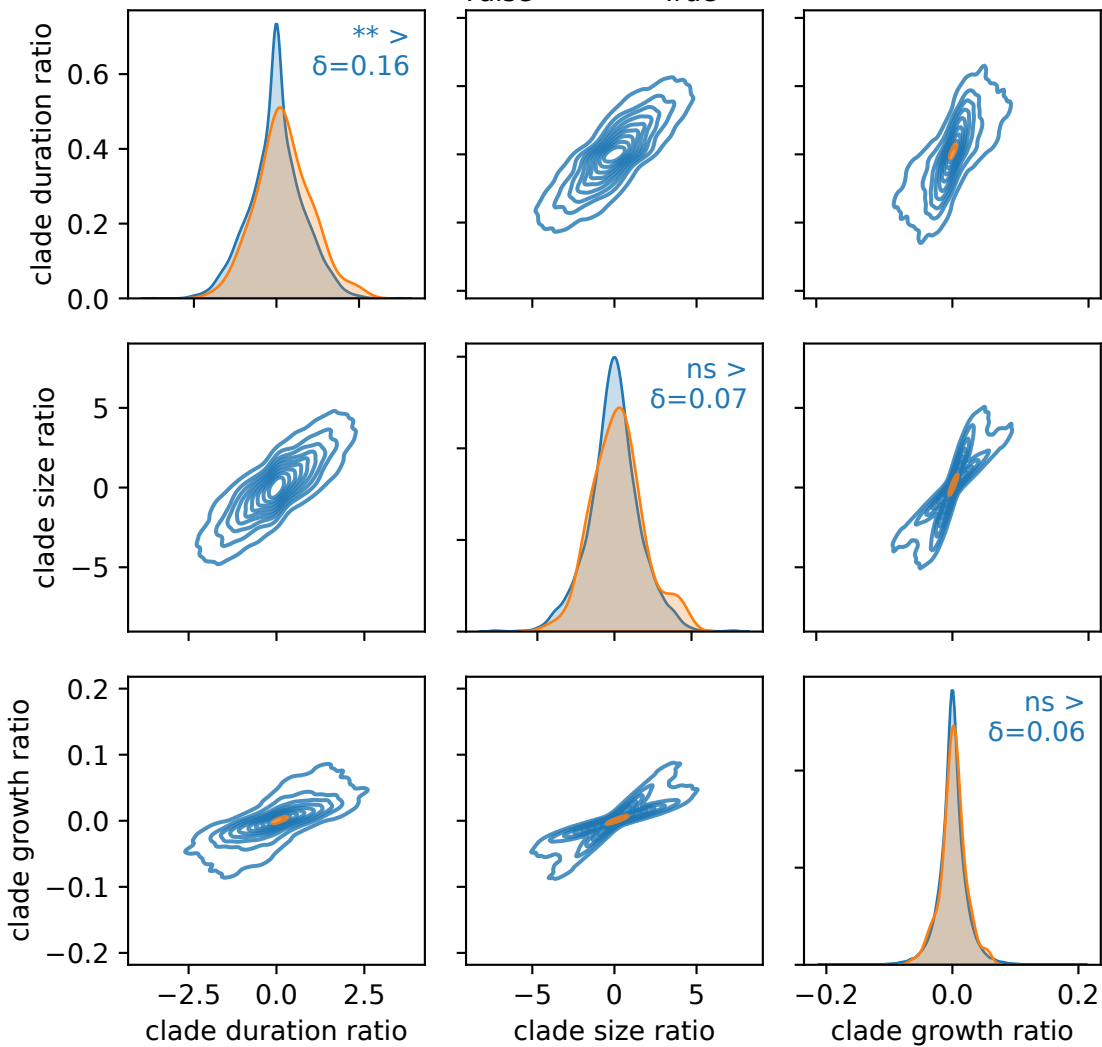 ** >
δ=0.16
clade duration ratio
0.6
0.4
0.2
0.0
ns >
δ=0.07
clade size ratio
5
0
−5
ns >
δ=0.06
clade growth ratio
0.2
0.1
0.0
−0.1
−0.2
−2.5 0.0 2.5 −5 0 5 −0.2 0.0 0.2
clade duration ratio clade size ratio clade growth ratio